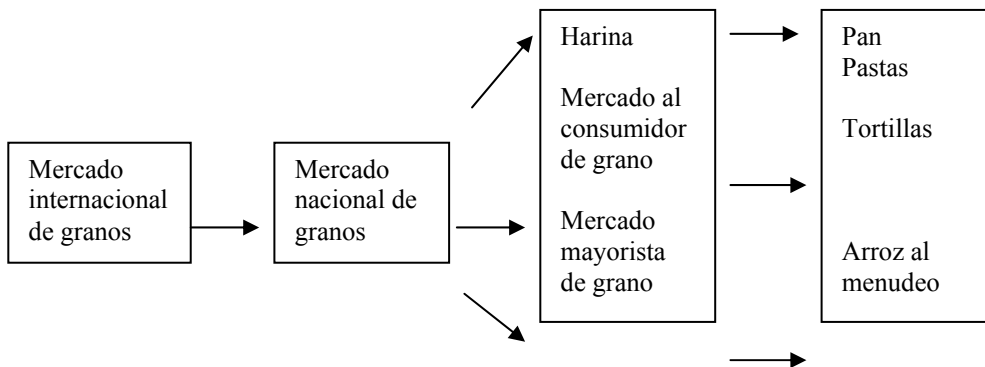 Mercado
internacional
de granos
Mercado
nacional de
granos
Harina
Mercado al
consumidor
de grano
Mercado
mayorista
de grano
Pan
Pastas
Tortillas
Arroz al
menudeo